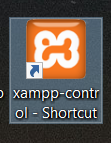 xampp-contr
ol - Shortcut